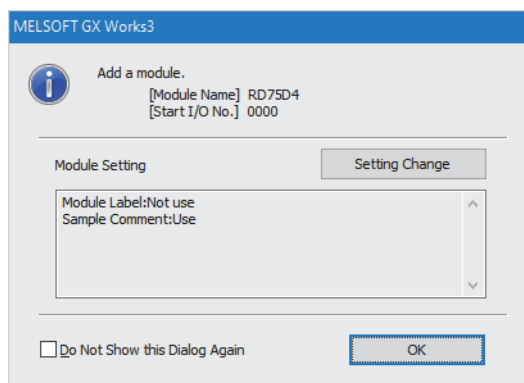 MELSOFT GX Works3
Add a module.
[Module Name] RD75D4
[Start I/O No.] 0000
Module Setting
Setting Change
Module Label:Not use
Sample Comment:Use
Do Not Show this Dialog Again
OK